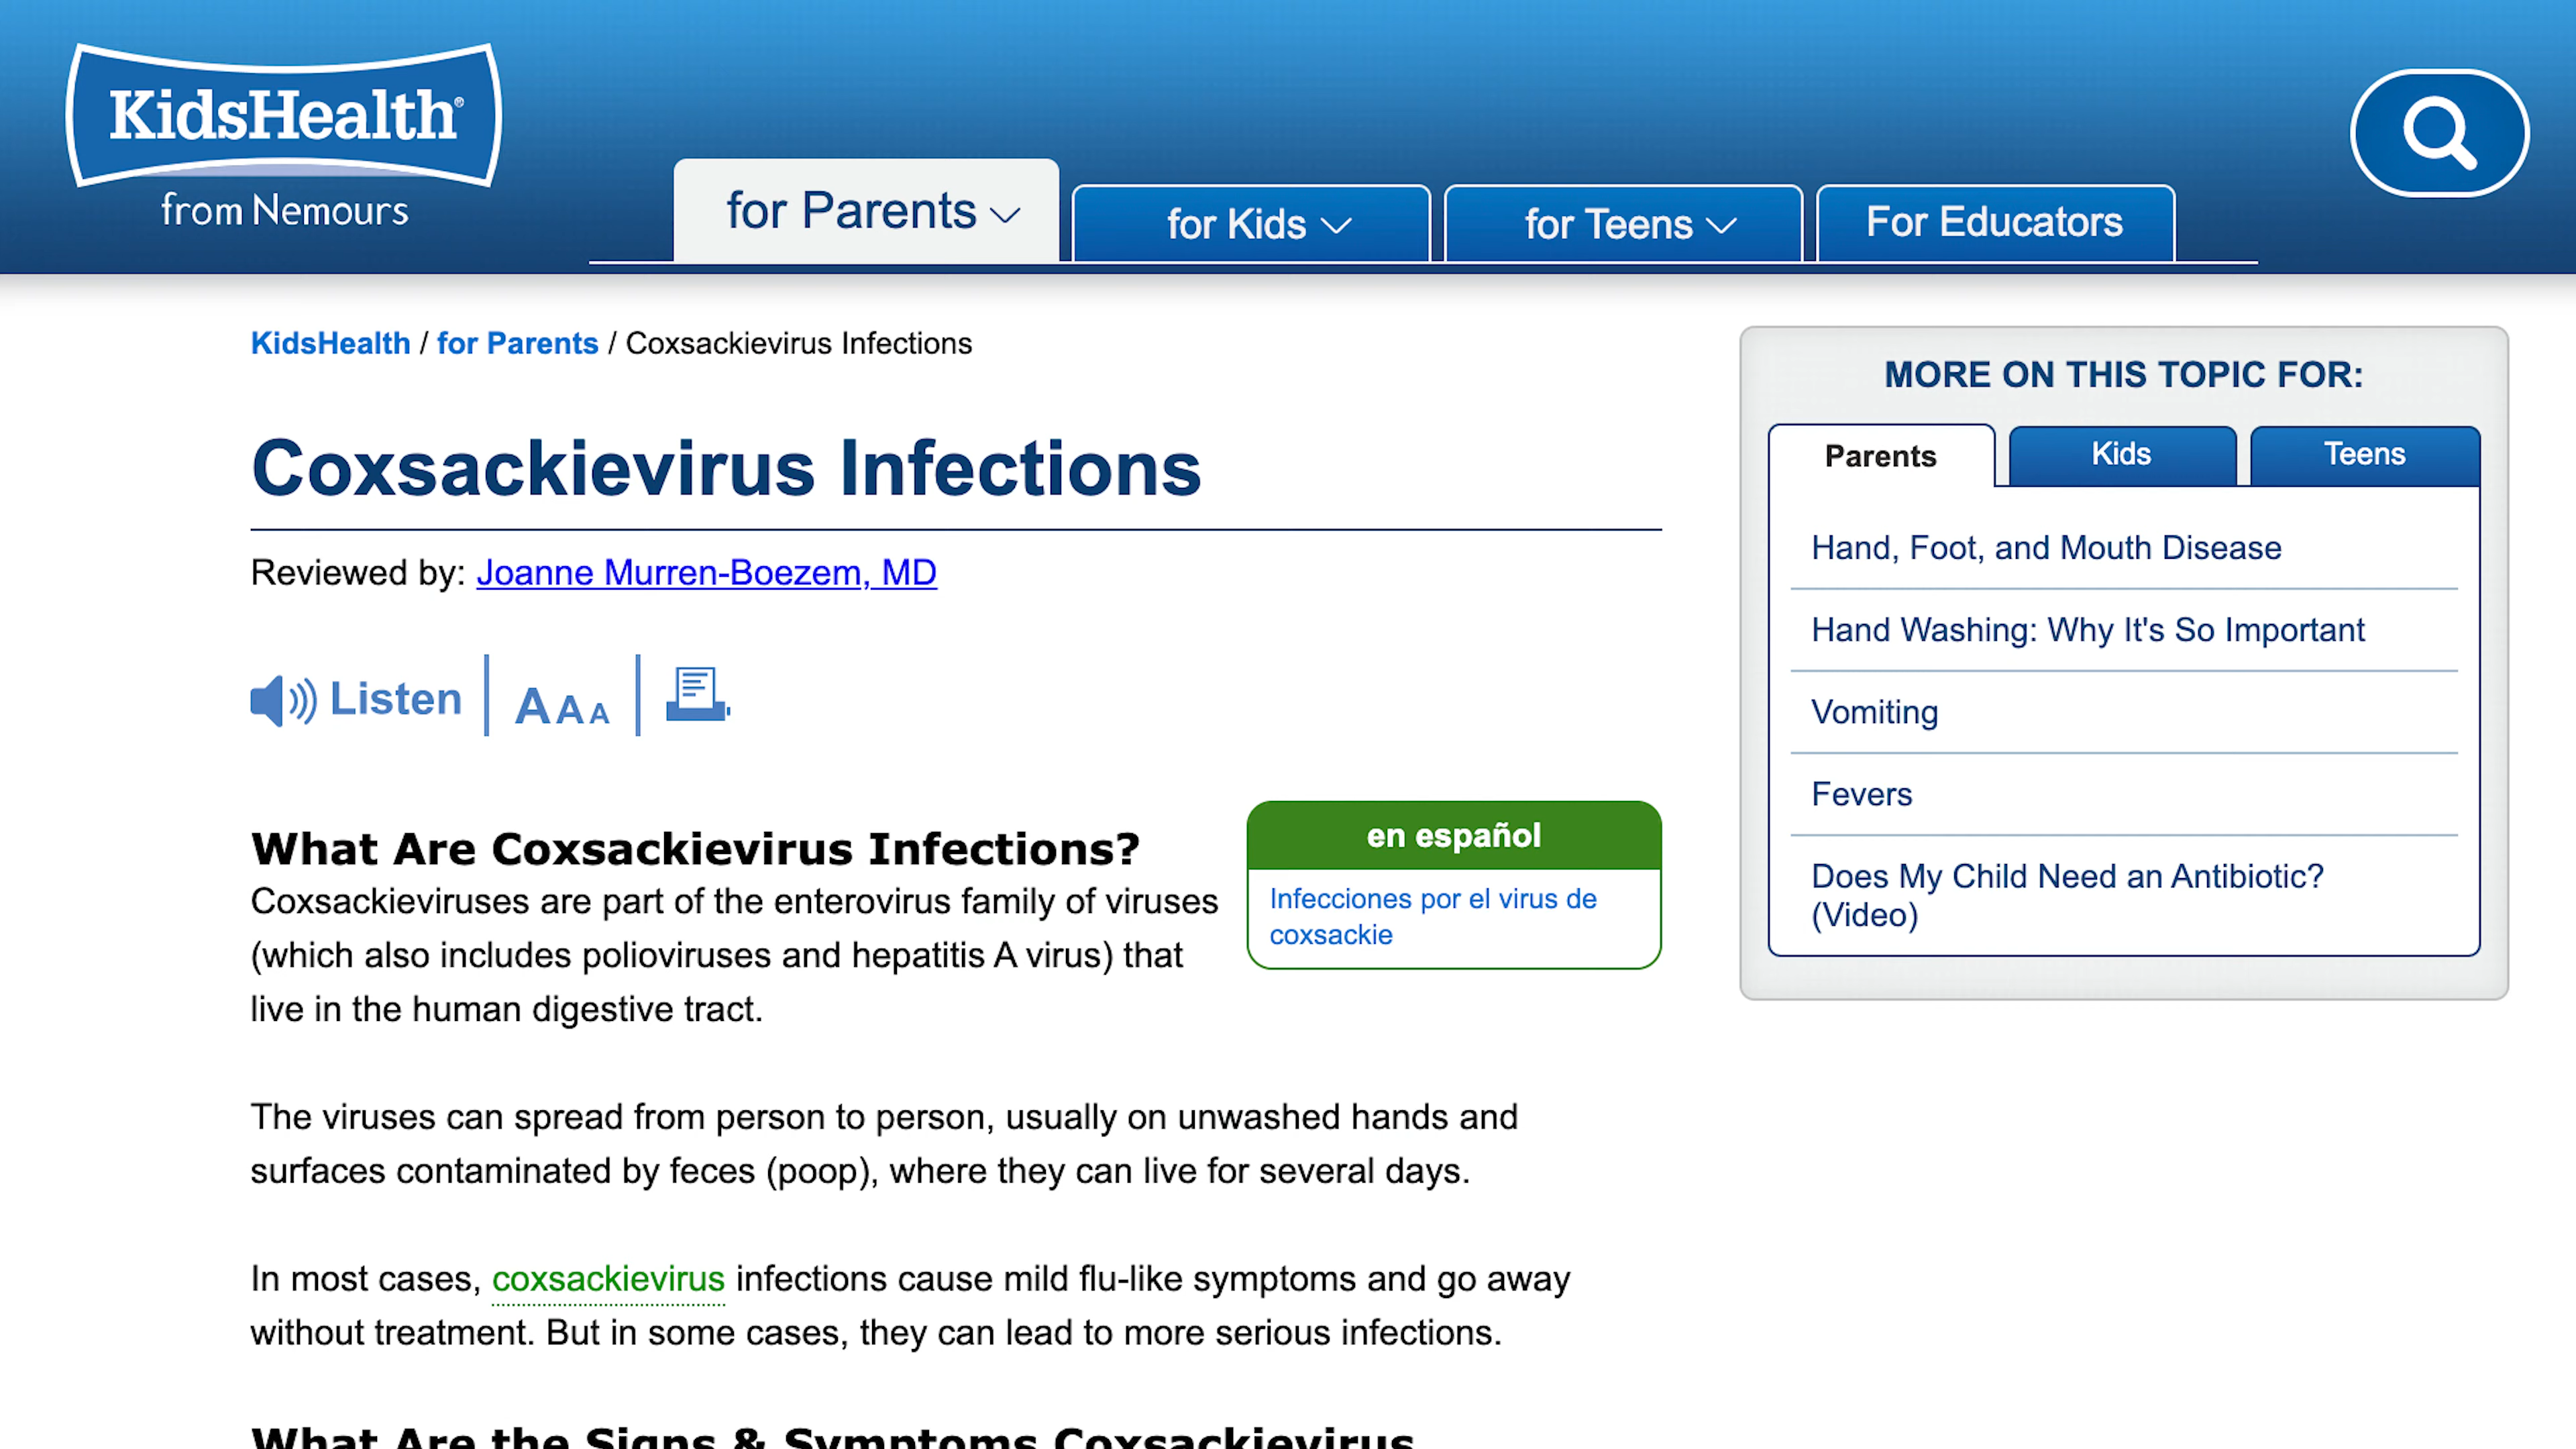 KidsHealth®
from Nemours
for Parents
for Kids
for Teens
For Educators
KidsHealth / for Parents / Coxsackievirus Infections
Coxsackievirus Infections
Reviewed by: Joanne Murren-Boezem, MD
Listen
A A A
What Are Coxsackievirus Infections?
Coxsackieviruses are part of the enterovirus family of viruses
(which also includes polioviruses and hepatitis A virus) that
live in the human digestive tract.
en español
Infecciones por el virus de
coxsackie
The viruses can spread from person to person, usually on unwashed hands and
surfaces contaminated by feces (poop), where they can live for several days.
In most cases, coxsackievirus infections cause mild flu-like symptoms and go away
without treatment. But in some cases, they can lead to more serious infections.
What Are the Signs & Symptoms Coxsackievirus
MORE ON THIS TOPIC FOR:
Parents
Kids
Teens
Hand, Foot, and Mouth Disease
Hand Washing: Why It's So Important
Vomiting
Fevers
Does My Child Need an Antibiotic?
(Video)